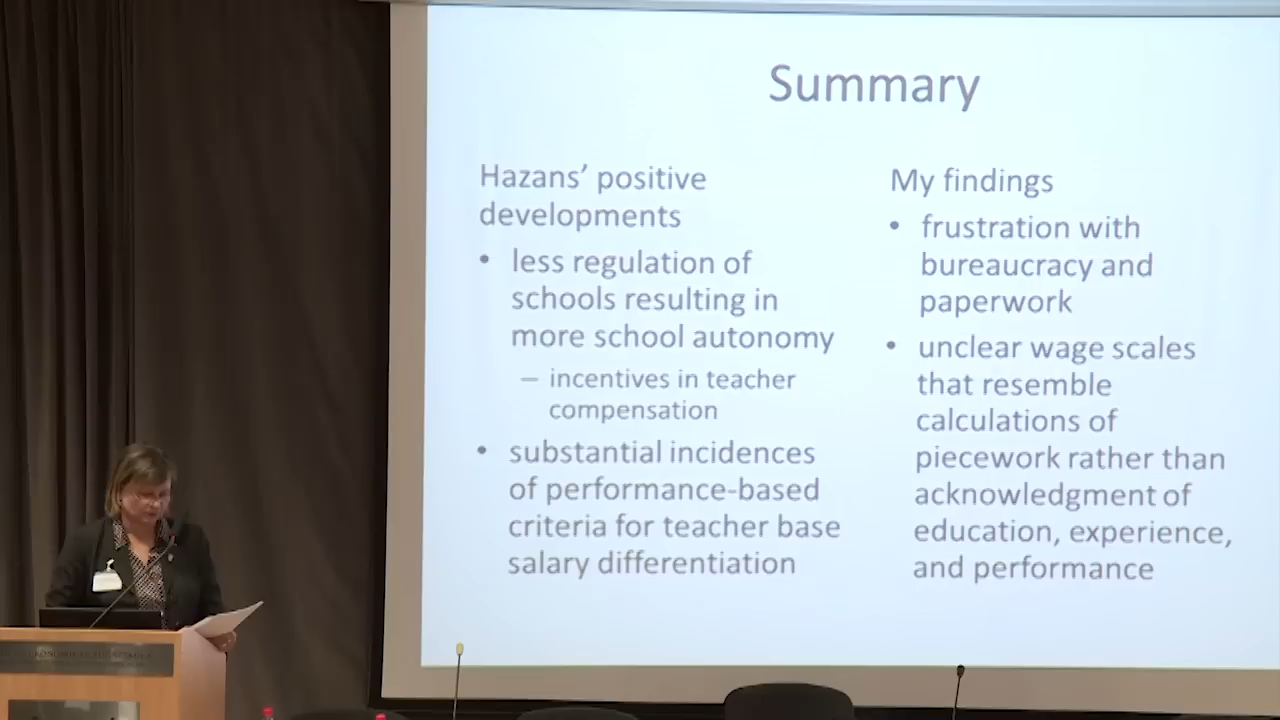 Summary
Hazans’ positive
developments
• less regulation of
schools resulting in
more school autonomy
– incentives in teacher
compensation
• substantial incidences
of performance-based
criteria for teacher base
salary differentiation
My findings
• frustration with
bureaucracy and
paperwork
• unclear wage scales
that resemble
calculations of
piecework rather than
acknowledgment of
education, experience,
and performance